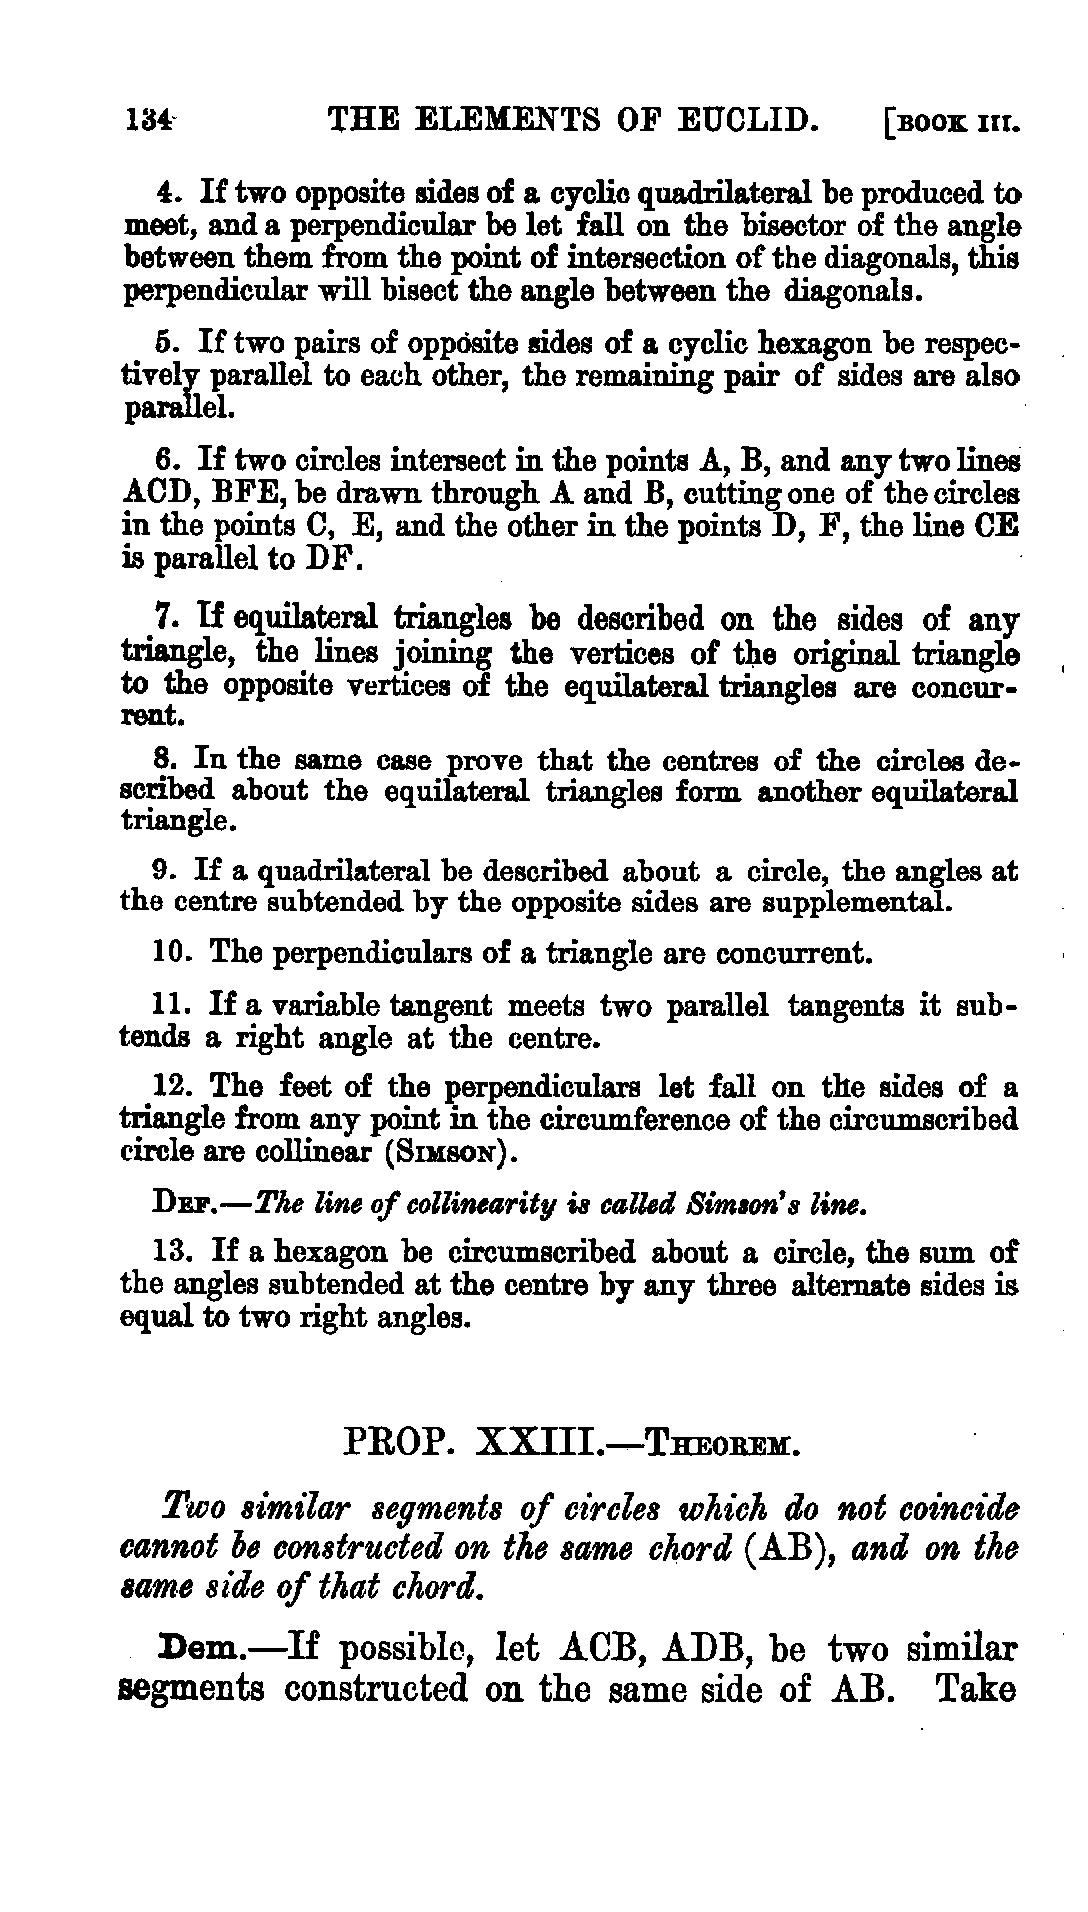 134 THE ELEMENTS OF EUCLID. [BOOK III.
4. If two opposite sides of a cyclic quadrilateral be produced to
meet, and a perpendicular be let fall on the bisector of the angle
between them from the point of intersection of the diagonals, this
perpendicular will bisect the angle between the diagonals.
5. If two pairs of opposite sides of a cyclic hexagon be respec-
tively parallel to each other, the remaining pair of sides are also
parallel.
6. If two circles intersect in the points A, B, and any two lines
ACD, BFE, be drawn through A and B, cutting one of the circles
in the points C, E, and the other in the points D, F, the line CE
is parallel to DF.
7. If equilateral triangles be described on the sides of any
triangle, the lines joining the vertices of the original triangle
to the opposite vertices of the equilateral triangles are concur-
rent.
8. In the same case prove that the centres of the circles de-
scribed about the equilateral triangles form another equilateral
triangle.
9. If a quadrilateral be described about a circle, the angles at
the centre subtended by the opposite sides are supplemental.
10. The perpendiculars of a triangle are concurrent.
11. If a variable tangent meets two parallel tangents it sub-
tends a right angle at the centre.
12. The feet of the perpendiculars let fall on the sides of a
triangle from any point in the circumference of the circumscribed
circle are collinear (SIMSON).
DEF.—The line of collinearity is called Simson's line.
13. If a hexagon be circumscribed about a circle, the sum of
the angles subtended at the centre by any three alternate sides is
equal to two right angles.
PROP. XXIII.—THEOREM.
Two similar segments of circles which do not coincide
cannot be constructed on the same chord (AB), and on the
same side of that chord.
Dem.—If possible, let ACB, ADB, be two similar
segments constructed on the same side of AB. Take